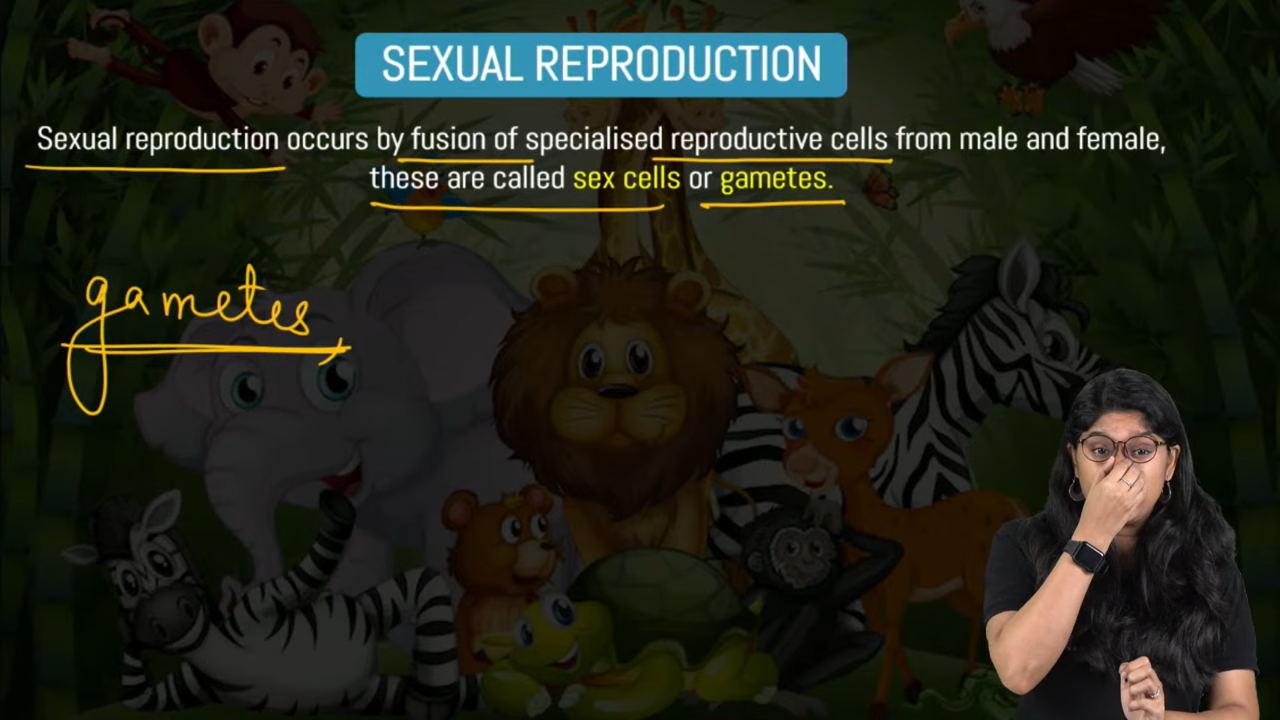 SEXUAL REPRODUCTION
Sexual reproduction occurs by fusion of specialised reproductive cells from male and female,
these are called sex cells or gametes.
gametes,